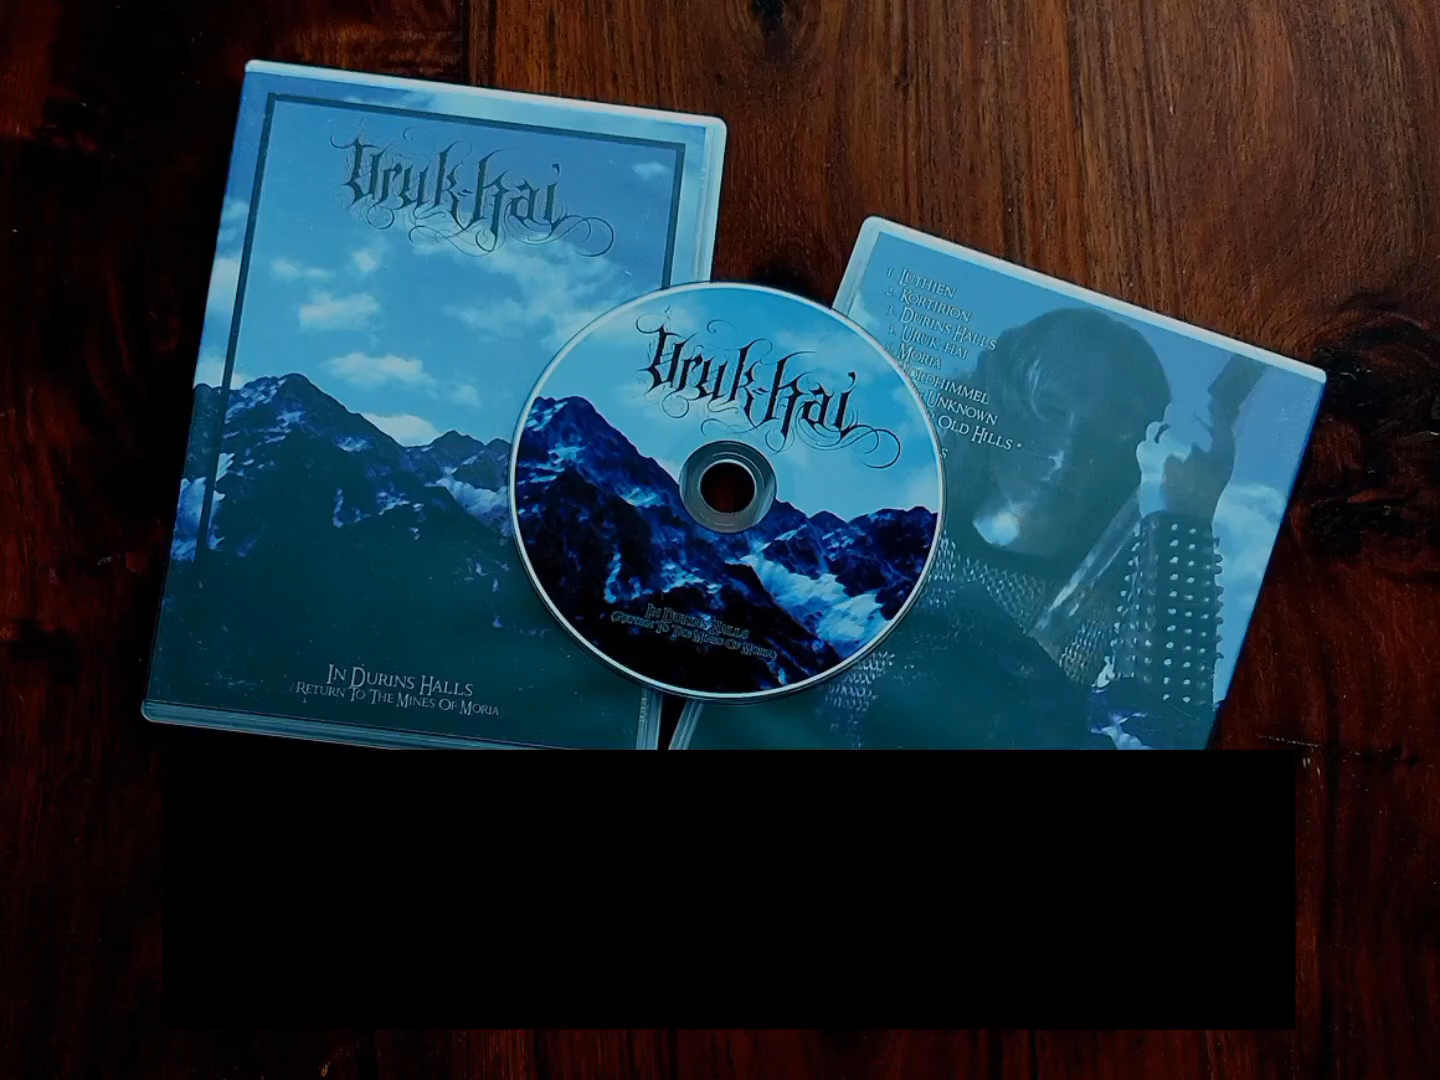 Uruk-hai
In Durins Halls
Return To The Mines Of Moria
Uruk-hai
In Durins Halls
Return To The Mines Of Moria
1. Luthien
2. Kortirion
3. Durins Halls
4. Uruk-hai
5. Moria
Nordhimmel
Unknown
Old Hills *